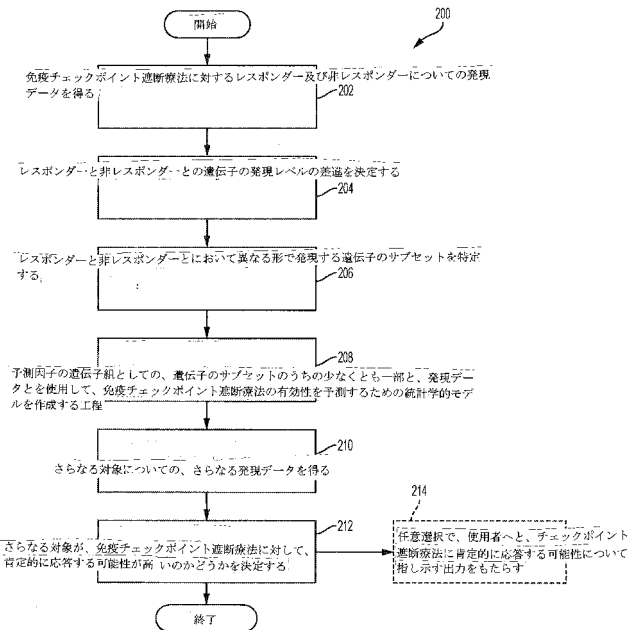 200
開始
免疫チェックポイント遮断療法に対するレスポンダー及び非レスポンダーについての発現
データを得る
202
レスポンダーと非レスポンダーとの遺伝子の発現レベルの差違を決定する
204
レスポンダーと非レスポンダーとにおいて異なる形で発現する遺伝子のサブセットを特定
する
206
208
予測因子の遺伝子組としての、遺伝子のサブセットのうちの少なくとも一部と、発現デー
タとを使用して、免疫チェックポイント遮断療法の有効性を予測するための統計学的モデ
ルを作成する工程
210
さらなる対象についての、さらなる発現データを得る
212
さらなる対象が、免疫チェックポイント遮断療法に対して、
肯定的に応答する可能性が高いのかどうかを決定する
214
任意選択で、使用者へと、チェックポイント
遮断療法に肯定的に応答する可能性について
指し示す出力をもたらす
終了